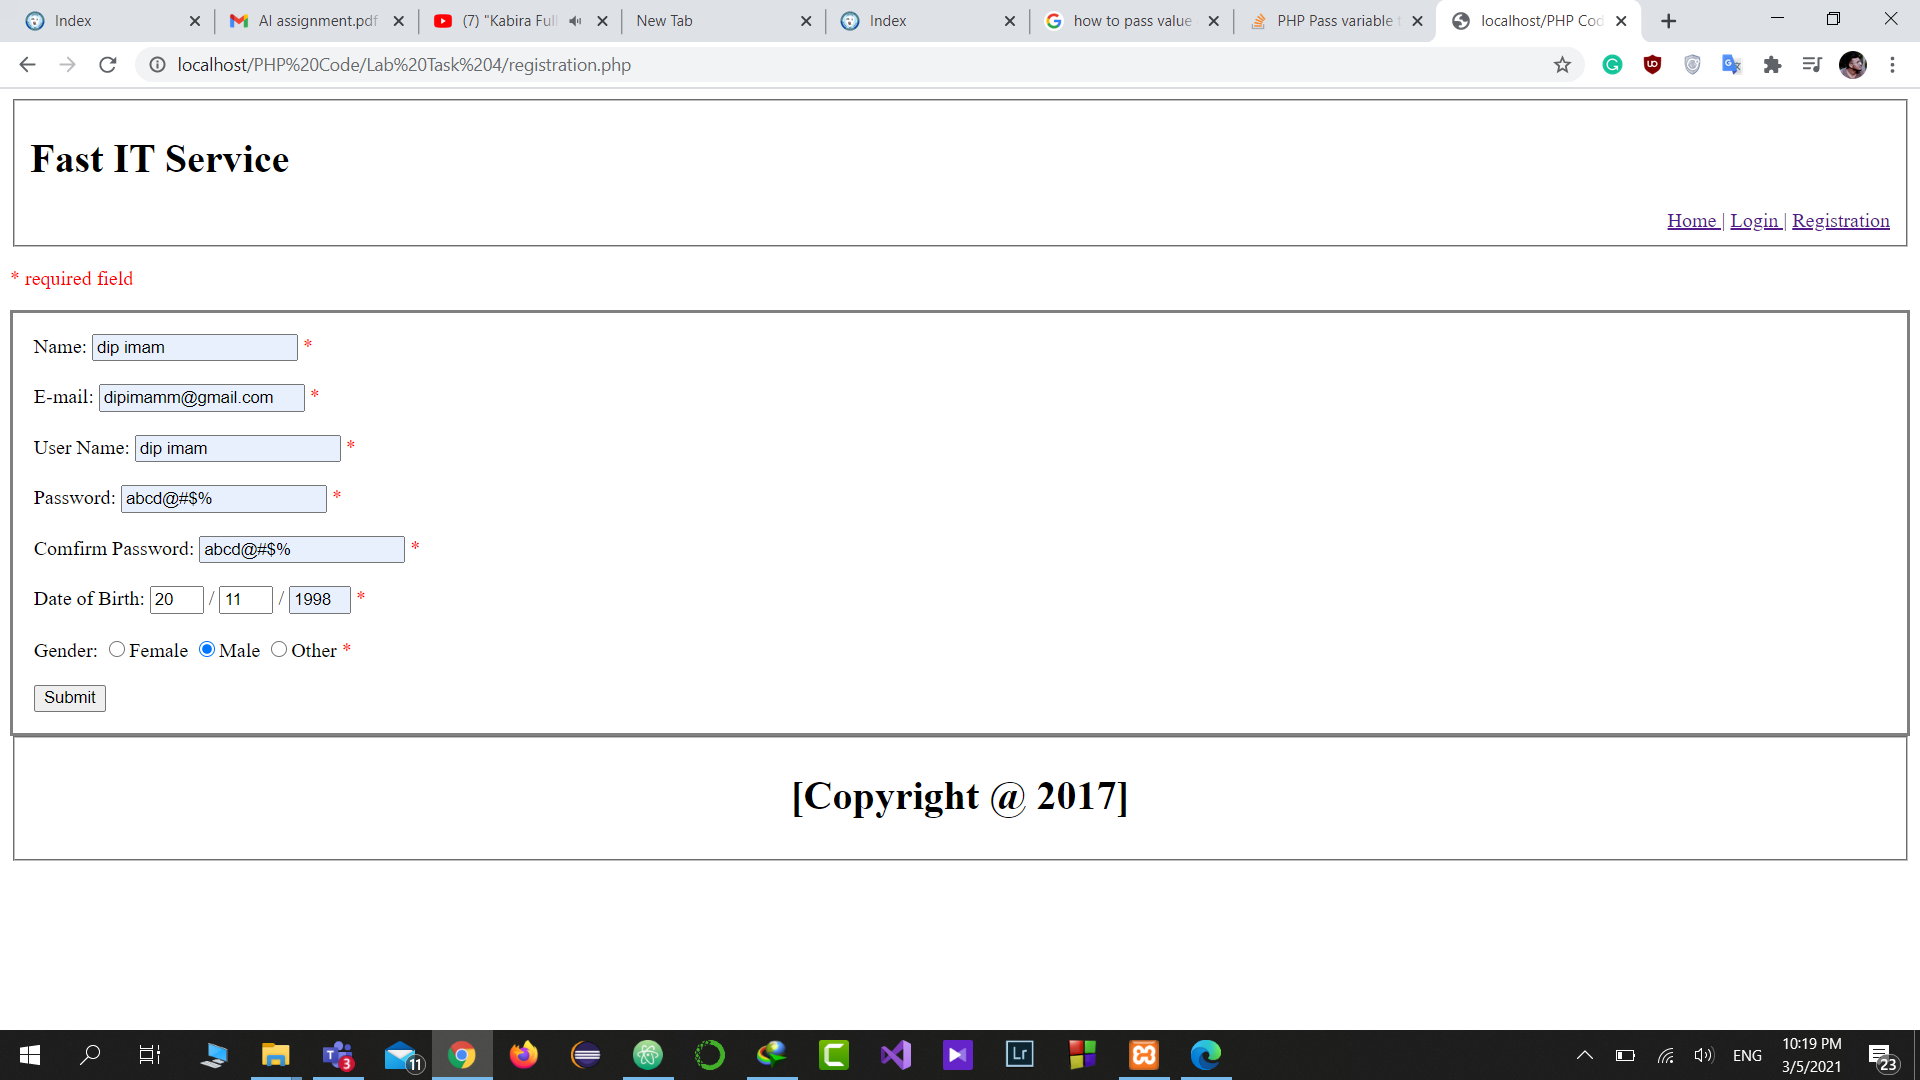 Index
AI assignment.pdf
(7) "Kabira Full
New Tab
Index
how to pass value
PHP Pass variable t
localhost/PHP Cod
localhost/PHP%20Code/Lab%20Task%204/registration.php
Fast IT Service
Home | Login | Registration
* required field
Name: dip imam *
E-mail: dipimamm@gmail.com *
User Name: dip imam *
Password: abcd@#$% *
Comfirm Password: abcd@#$% *
Date of Birth: 20 / 11 / 1998 *
Gender: Female Male Other *
Submit
[Copyright @ 2017]
3
11
Lr
ENG
10:19 PM
3/5/2021
23